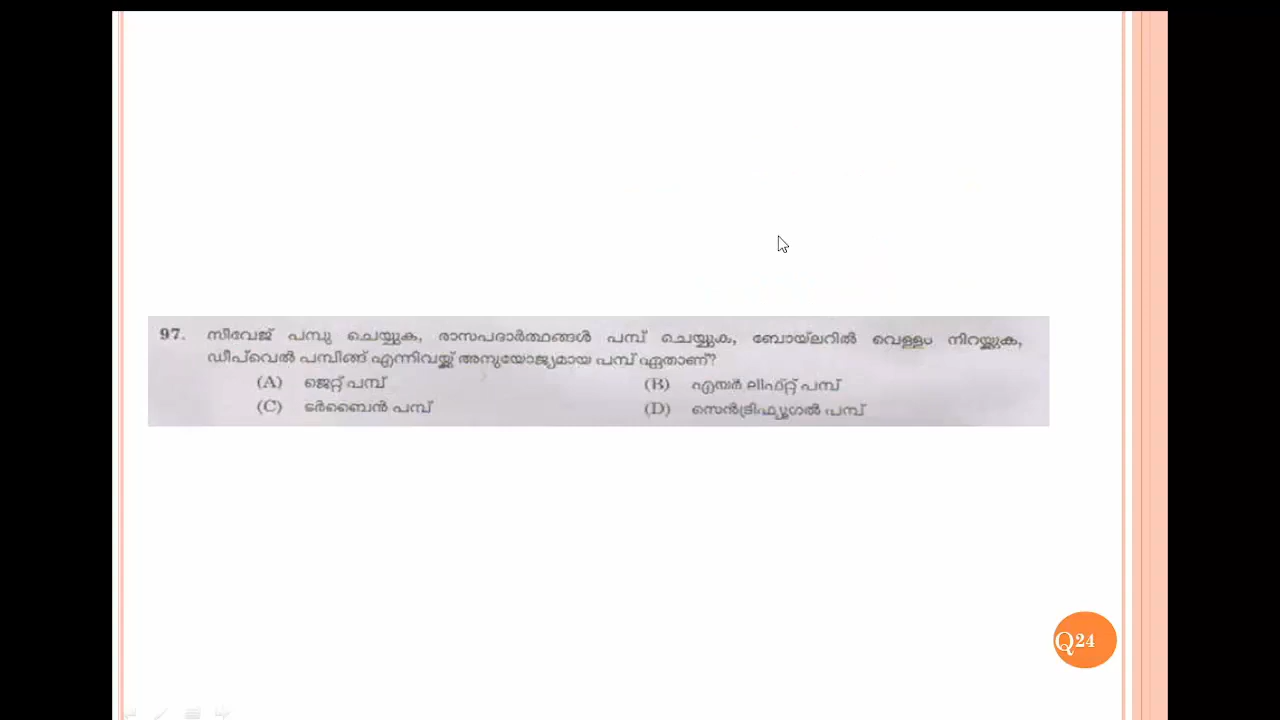 97. സീവേജ് പമ്പു ചെയ്യുക, രാസപദാർത്ഥങ്ങൾ പമ്പ് ചെയ്യുക, ബോയ്ലറിൽ വെള്ളം നിറയ്ക്കുക,
ഡീപ്‌വെൽ പമ്പിങ്ങ് എന്നിവയ്ക്ക് അനുയോജ്യമായ പമ്പ് ഏതാണ്?
(A) ജെറ്റ് പമ്പ് (B) എയർ ലിഫ്റ്റ് പമ്പ്
(C) ടർബൈൻ പമ്പ് (D) സെൻട്രിഫ്യൂഗൽ പമ്പ്
Q24